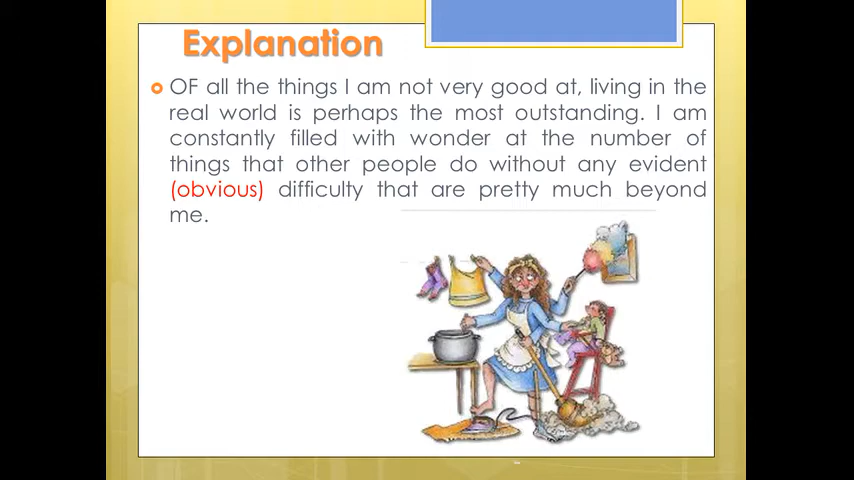 Explanation
OF all the things I am not very good at, living in the
real world is perhaps the most outstanding. I am
constantly filled with wonder at the number of
things that other people do without any evident
(obvious) difficulty that are pretty much beyond
me.